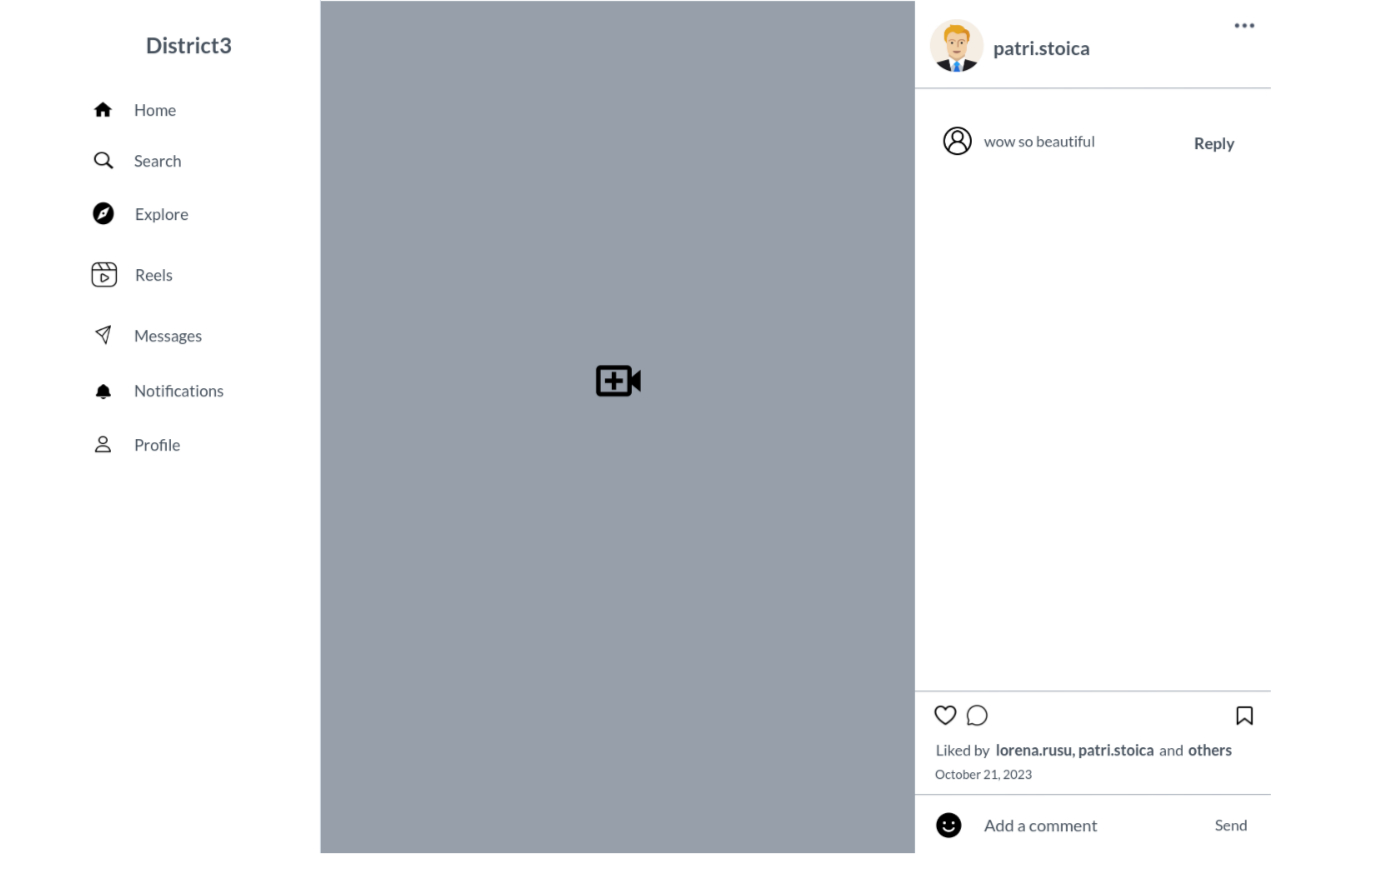 District3
Home
Search
Explore
Reels
Messages
Notifications
Profile
patri.stoica
wow so beautiful Reply
Liked by lorena.rusu, patri.stoica and others
October 21, 2023
Add a comment Send